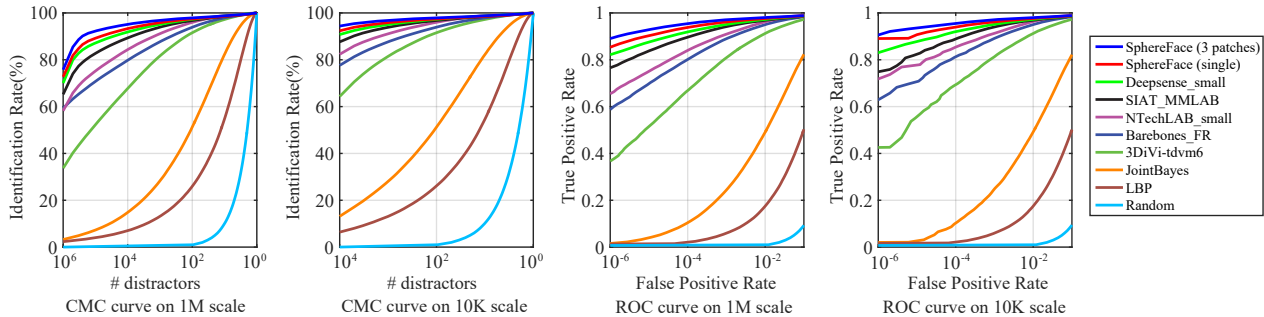 100
80
60
40
20
0
Identification Rate(%)
10^6
10^4
10^2
10^0
# distractors
CMC curve on 1M scale
100
80
60
40
20
0
Identification Rate(%)
10^4
10^2
10^0
# distractors
CMC curve on 10K scale
1
0.8
0.6
0.4
0.2
0
True Positive Rate
10^-6
10^-4
10^-2
False Positive Rate
ROC curve on 1M scale
1
0.8
0.6
0.4
0.2
0
True Positive Rate
10^-6
10^-4
10^-2
False Positive Rate
ROC curve on 10K scale
SphereFace (3 patches)
SphereFace (single)
Deepsense_small
SIAT_MMLAB
NTechLAB_small
Barebones_FR
3DiVi-tdvm6
JointBayes
LBP
Random